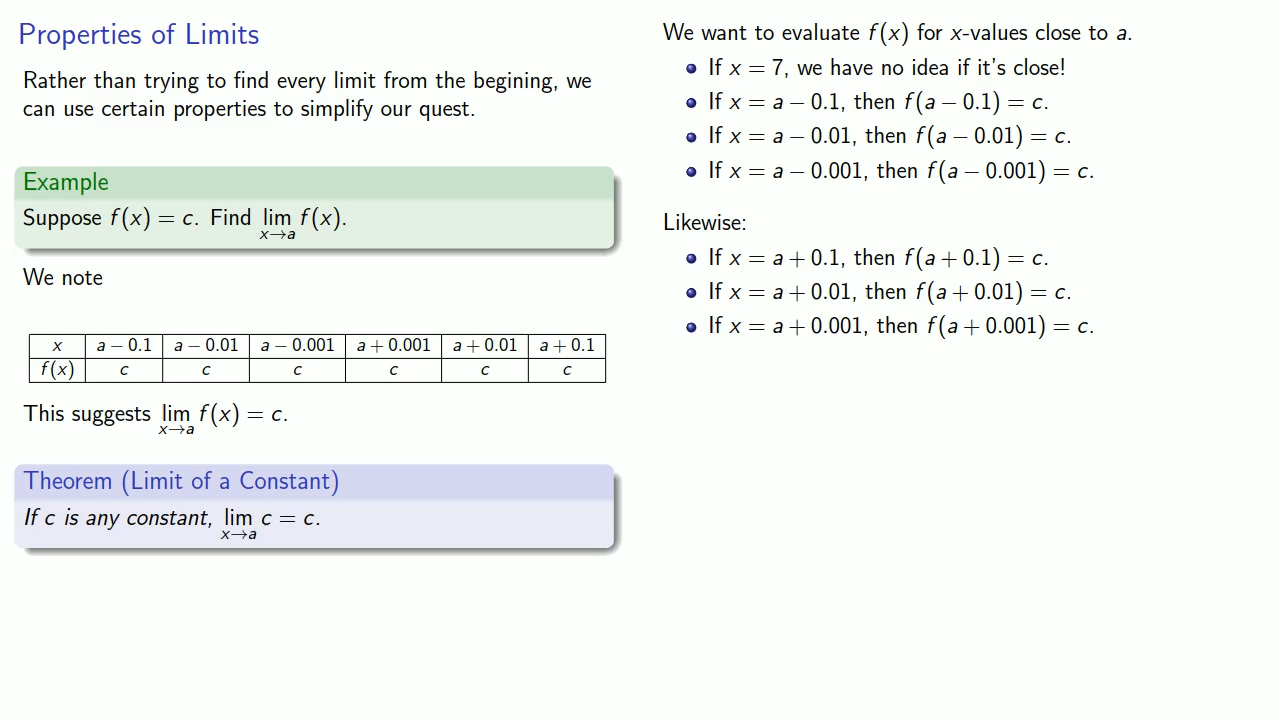 Properties of Limits
Rather than trying to find every limit from the begining, we
can use certain properties to simplify our quest.
Example
Suppose f(x) = c. Find lim f(x).
x→a
We note
x a − 0.1 a − 0.01 a − 0.001 a + 0.001 a + 0.01 a + 0.1
f(x) c c c c c c
This suggests lim f(x) = c.
x→a
Theorem (Limit of a Constant)
If c is any constant, lim c = c.
x→a
We want to evaluate f(x) for x-values close to a.
If x = 7, we have no idea if it's close!
If x = a − 0.1, then f(a − 0.1) = c.
If x = a − 0.01, then f(a − 0.01) = c.
If x = a − 0.001, then f(a − 0.001) = c.
Likewise:
If x = a + 0.1, then f(a + 0.1) = c.
If x = a + 0.01, then f(a + 0.01) = c.
If x = a + 0.001, then f(a + 0.001) = c.